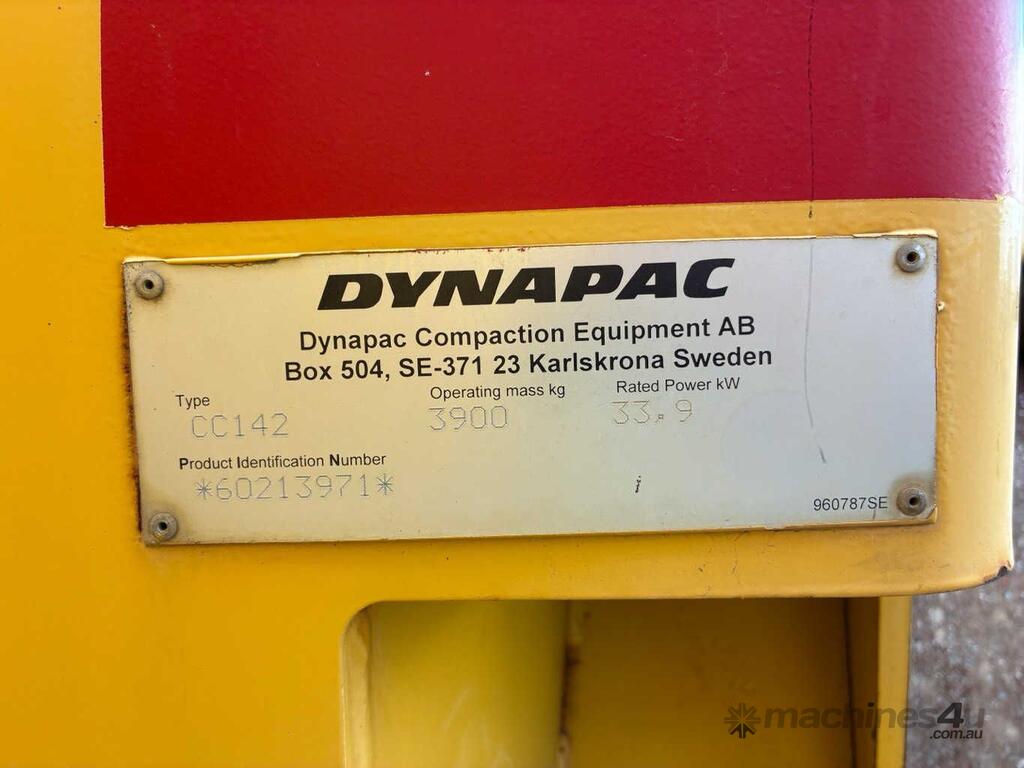 DYNAPAC
Dynapac Compaction Equipment AB
Box 504, SE-371 23 Karlskrona Sweden
Type Operating mass kg Rated Power kW
CC142 3900 33.9
Product Identification Number
*60213971*
960787SE
machines4u
.com.au